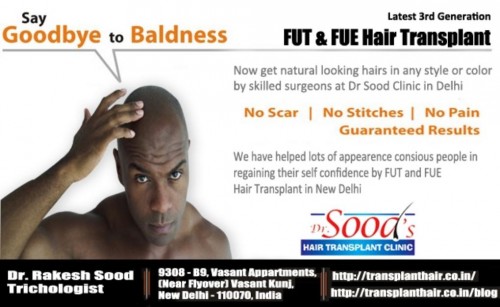 Say
Goodbye to Baldness
Latest 3rd Generation
FUT & FUE Hair Transplant
Now get natural looking hairs in any style or color
by skilled surgeons at Dr Sood Clinic in Delhi
No Scar | No Stitches | No Pain
Guaranteed Results
We have helped lots of appearence consious people in
regaining their self confidence by FUT and FUE
Hair Transplant in New Delhi
Dr. Sood's
HAIR TRANSPLANT CLINIC
Dr. Rakesh Sood
Trichologist
9308 - B9, Vasant Appartments,
(Near Flyover) Vasant Kunj,
New Delhi - 110070, India
http://transplanthair.co.in/
http://transplanthair.co.in/blog